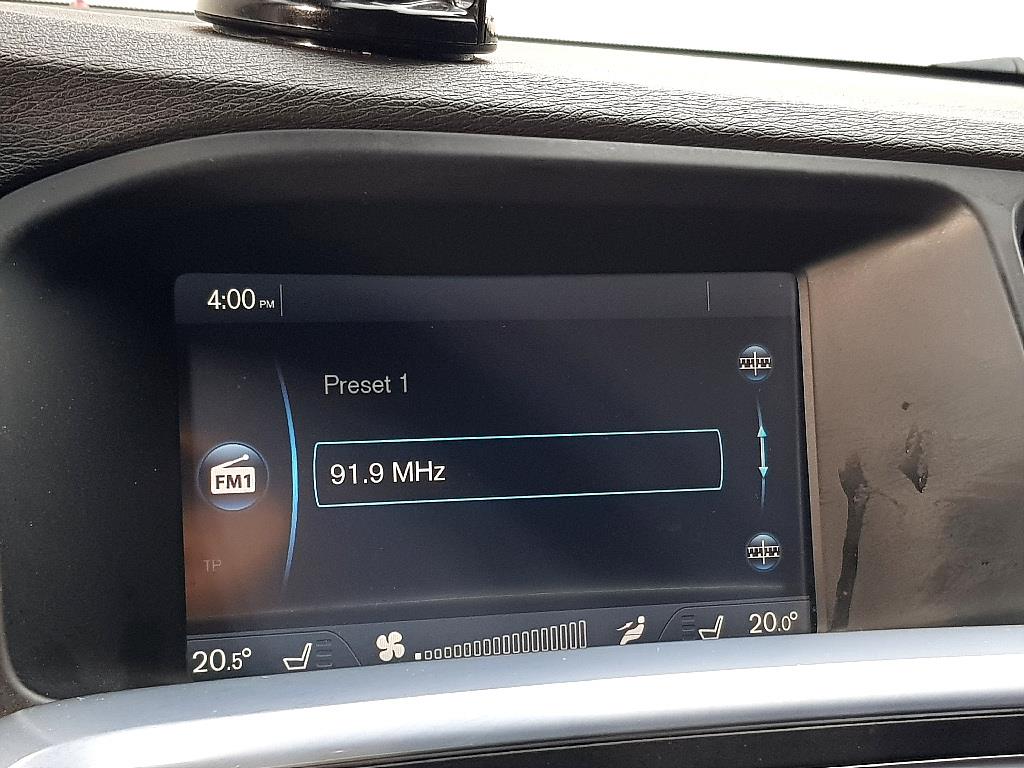 4:00 PM
Preset 1
FM1
91.9 MHz
TP
20.5°
20.0°